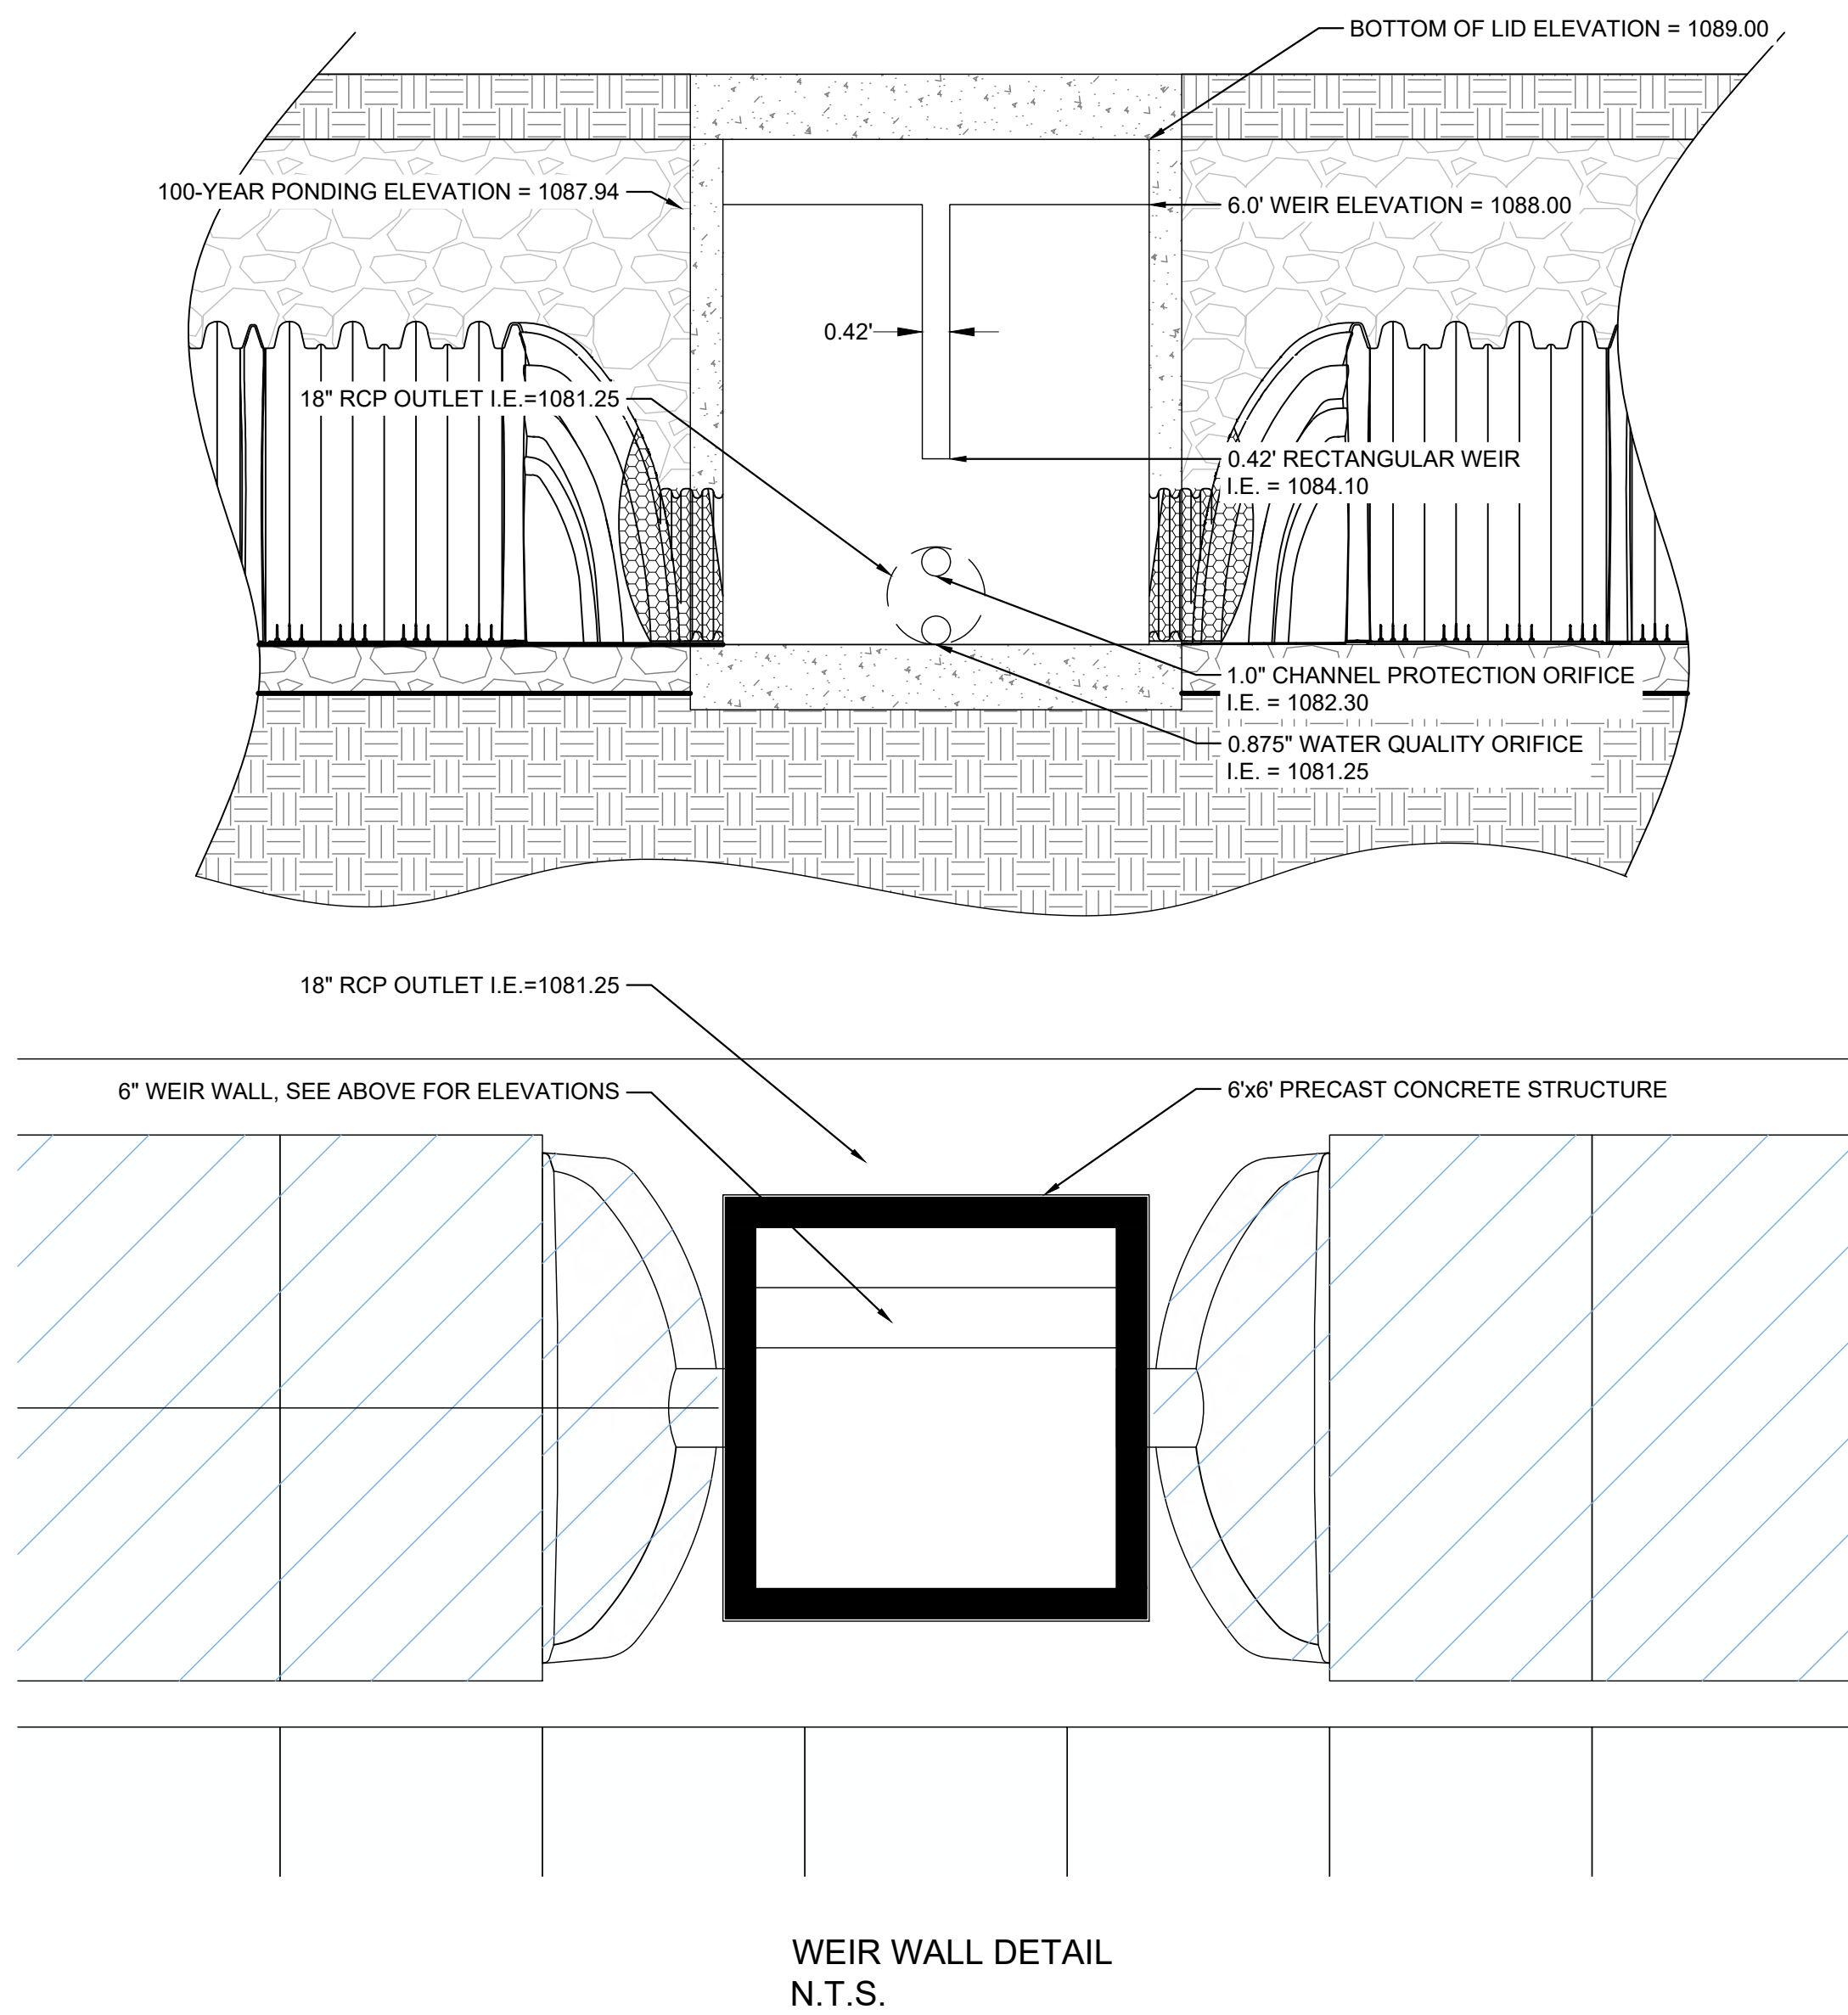 BOTTOM OF LID ELEVATION = 1089.00
100-YEAR PONDING ELEVATION = 1087.94
6.0' WEIR ELEVATION = 1088.00
0.42'
18" RCP OUTLET I.E.=1081.25
0.42' RECTANGULAR WEIR
I.E. = 1084.10
1.0" CHANNEL PROTECTION ORIFICE
I.E. = 1082.30
0.875" WATER QUALITY ORIFICE
I.E. = 1081.25
18" RCP OUTLET I.E.=1081.25
6" WEIR WALL, SEE ABOVE FOR ELEVATIONS
6'x6' PRECAST CONCRETE STRUCTURE
WEIR WALL DETAIL
N.T.S.